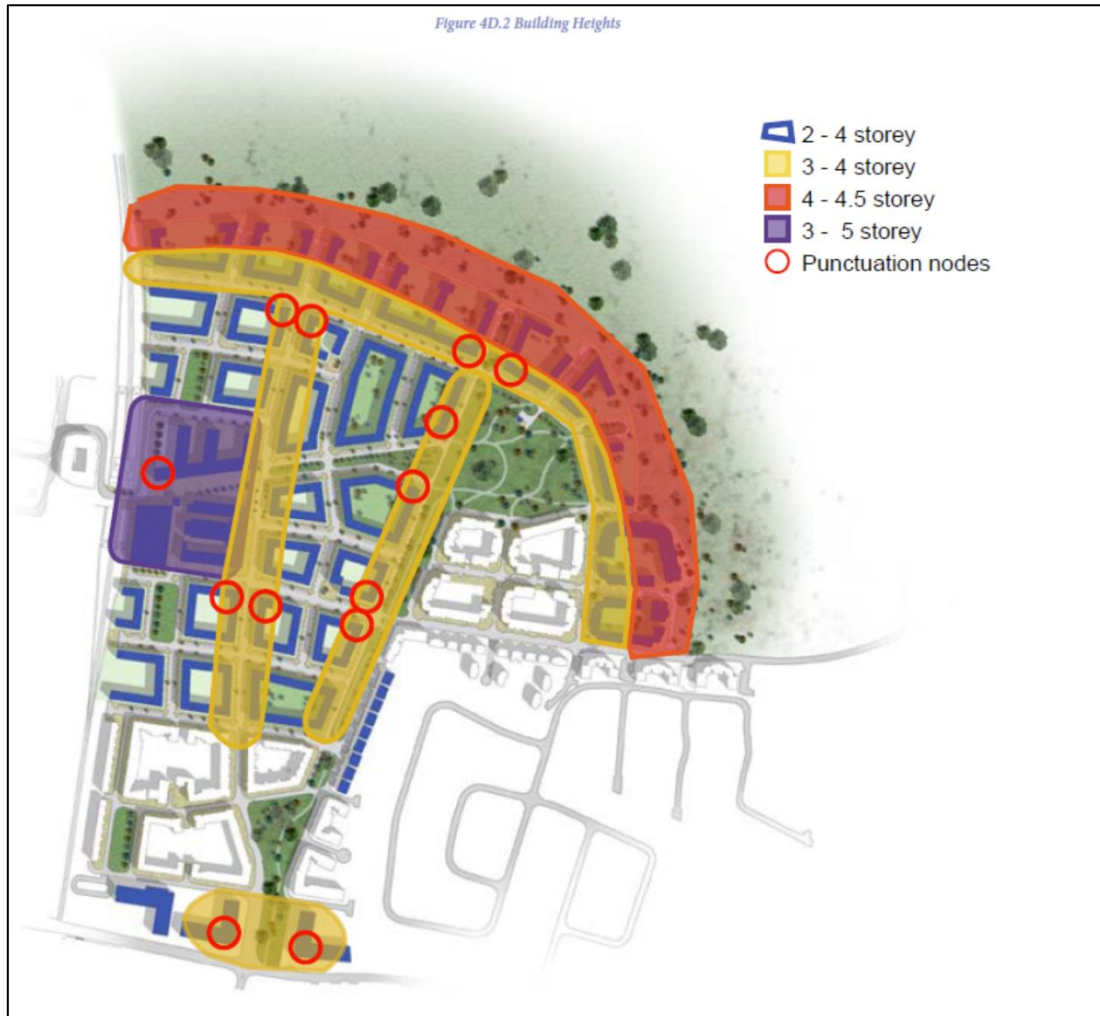 Figure 4D.2 Building Heights
2 - 4 storey
3 - 4 storey
4 - 4.5 storey
3 -  5 storey
Punctuation nodes